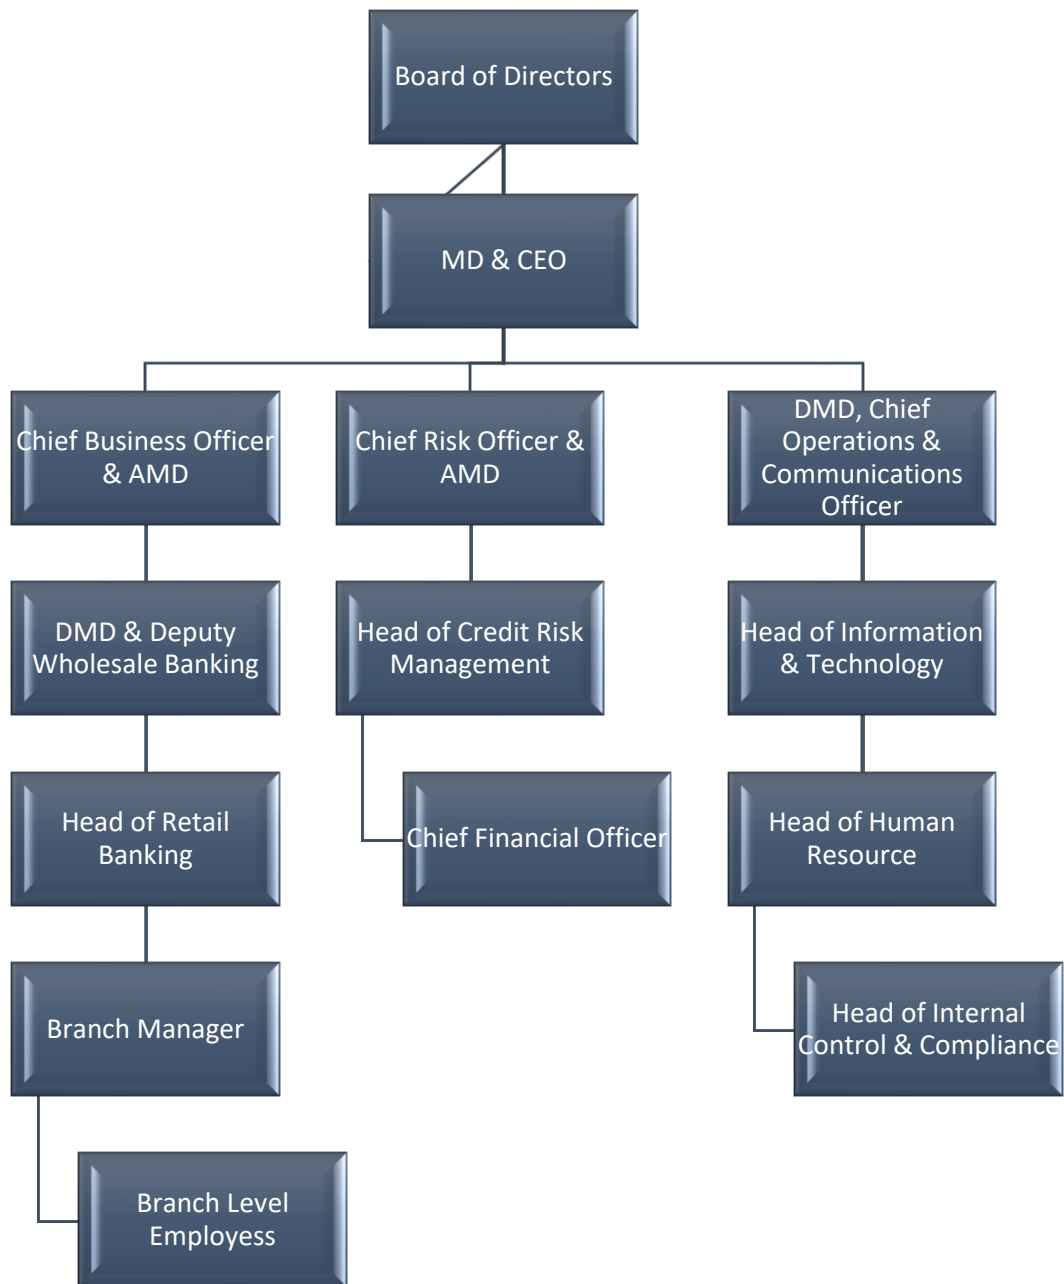 Board of Directors
MD & CEO
Chief Business Officer
& AMD
Chief Risk Officer &
AMD
DMD, Chief
Operations &
Communications
Officer
DMD & Deputy
Wholesale Banking
Head of Credit Risk
Management
Head of Information
& Technology
Head of Retail
Banking
Chief Financial Officer
Head of Human
Resource
Branch Manager
Head of Internal
Control & Compliance
Branch Level
Employess